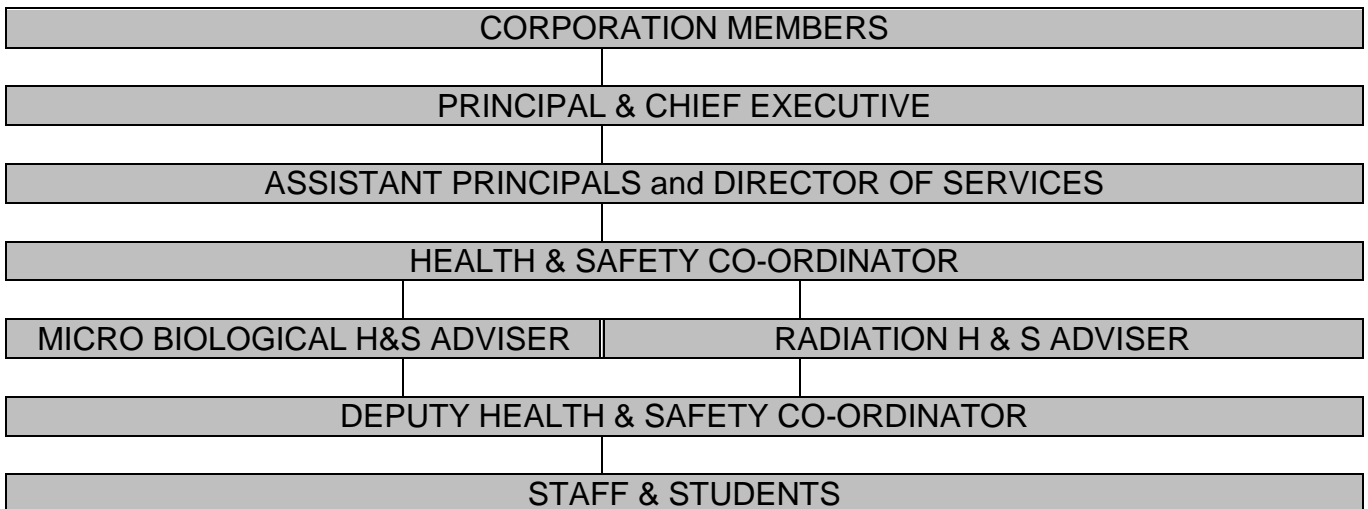 CORPORATION MEMBERS
PRINCIPAL & CHIEF EXECUTIVE
ASSISTANT PRINCIPALS and DIRECTOR OF SERVICES
HEALTH & SAFETY CO-ORDINATOR
MICRO BIOLOGICAL H&S ADVISER
RADIATION H & S ADVISER
DEPUTY HEALTH & SAFETY CO-ORDINATOR
STAFF & STUDENTS